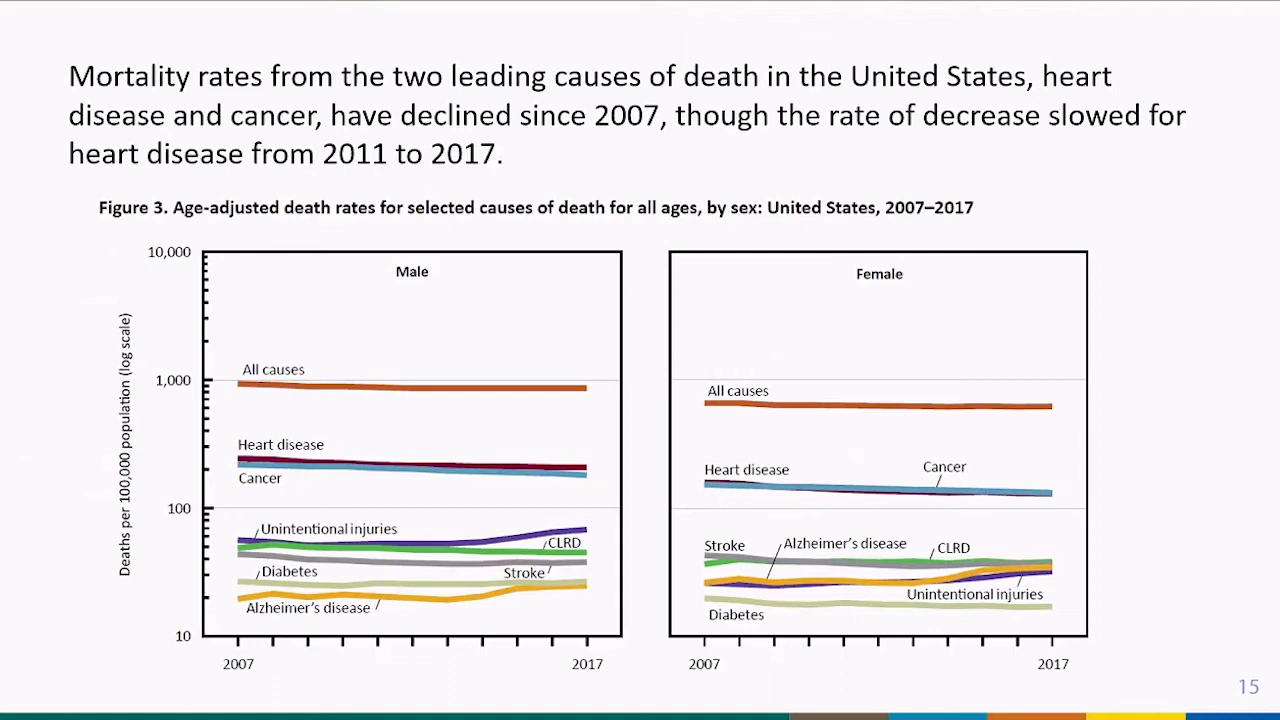 Mortality rates from the two leading causes of death in the United States, heart
disease and cancer, have declined since 2007, though the rate of decrease slowed for
heart disease from 2011 to 2017.
Figure 3. Age-adjusted death rates for selected causes of death for all ages, by sex: United States, 2007–2017
Deaths per 100,000 population (log scale)
10,000
1,000
100
10
Male
All causes
Heart disease
Cancer
Unintentional injuries
CLRD
Diabetes
Stroke
Alzheimer's disease
2007
2017
Female
All causes
Heart disease
Cancer
Stroke
Alzheimer's disease
CLRD
Unintentional injuries
Diabetes
2007
2017
15